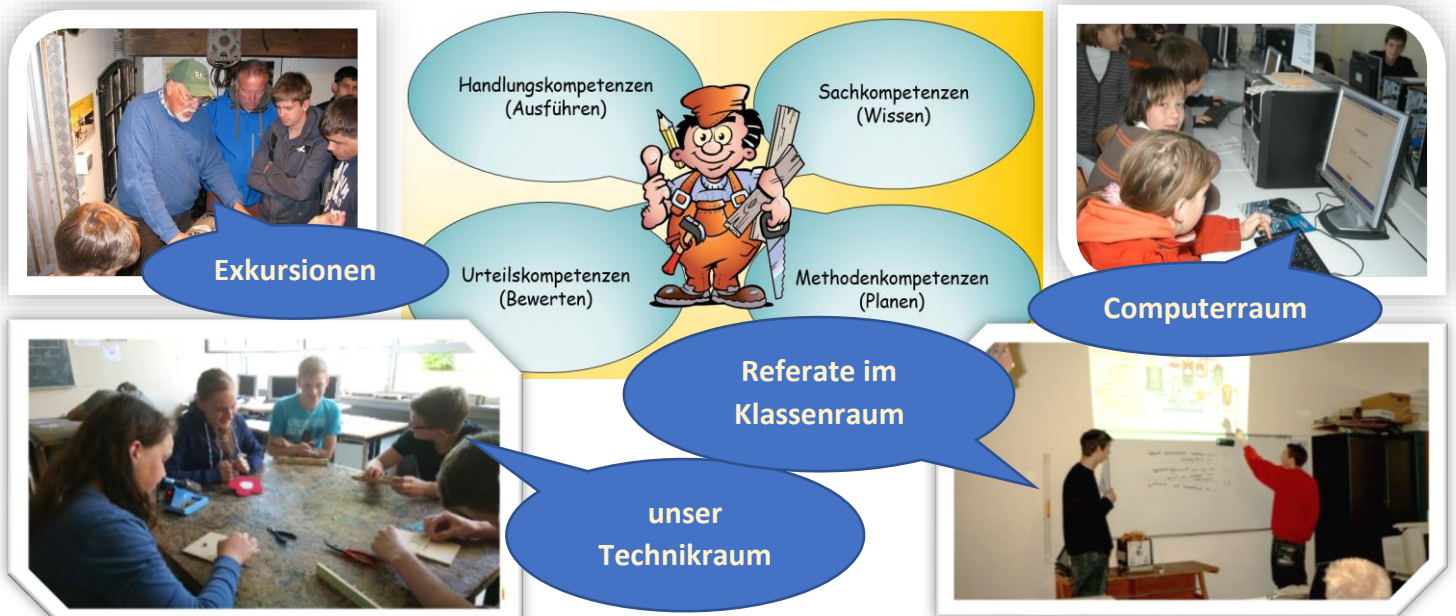 Handlungskompetenzen
(Ausführen)
Sachkompetenzen
(Wissen)
Exkursionen
Urteilskompetenzen
(Bewerten)
Methodenkompetenzen
(Planen)
Computerraum
Referate im
Klassenraum
unser
Technikraum